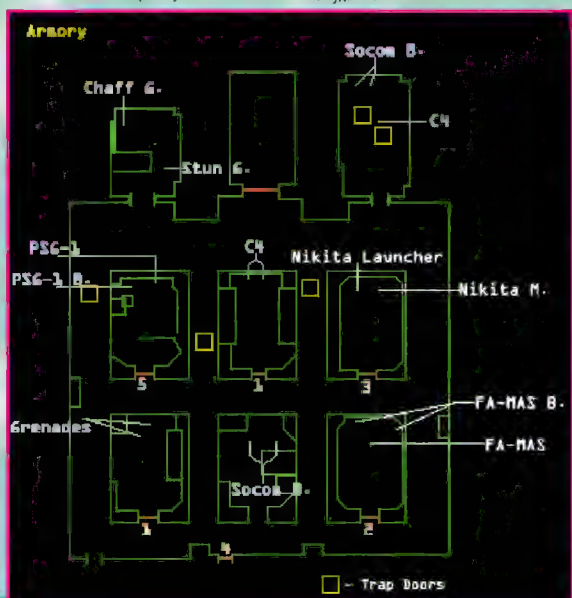 Armory
Socom B.
Chaff G.
C4
Stun G.
PSG-1
C4
Nikita Launcher
PSG-1 B.
Nikita M.
5
1
3
FA-MAS B.
Grenades
FA-MAS
Socom B.
1
2
4
- Trap Doors